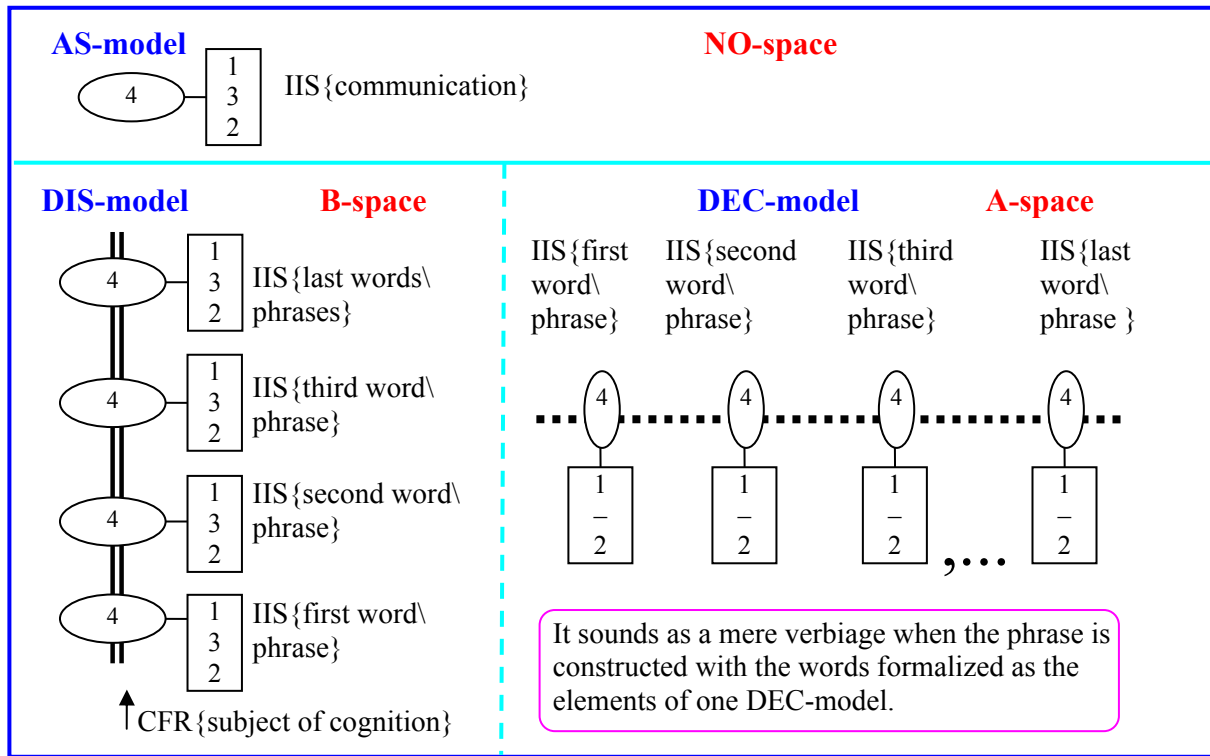 AS-model
NO-space
4
1
3
2
IIS{communication}
DIS-model
B-space
4
1
3
2
IIS{last words\
phrases}
4
1
3
2
IIS{third word\
phrase}
4
1
3
2
IIS{second word\
phrase}
4
1
3
2
IIS{first word\
phrase}
CFR{subject of cognition}
DEC-model
A-space
IIS{first
word\
phrase}
IIS{second
word\
phrase}
IIS{third
word\
phrase}
IIS{last
word\
phrase }
4
4
4
4
1
–
2
1
–
2
1
–
2
,...
1
–
2
It sounds as a mere verbiage when the phrase is
constructed with the words formalized as the
elements of one DEC-model.